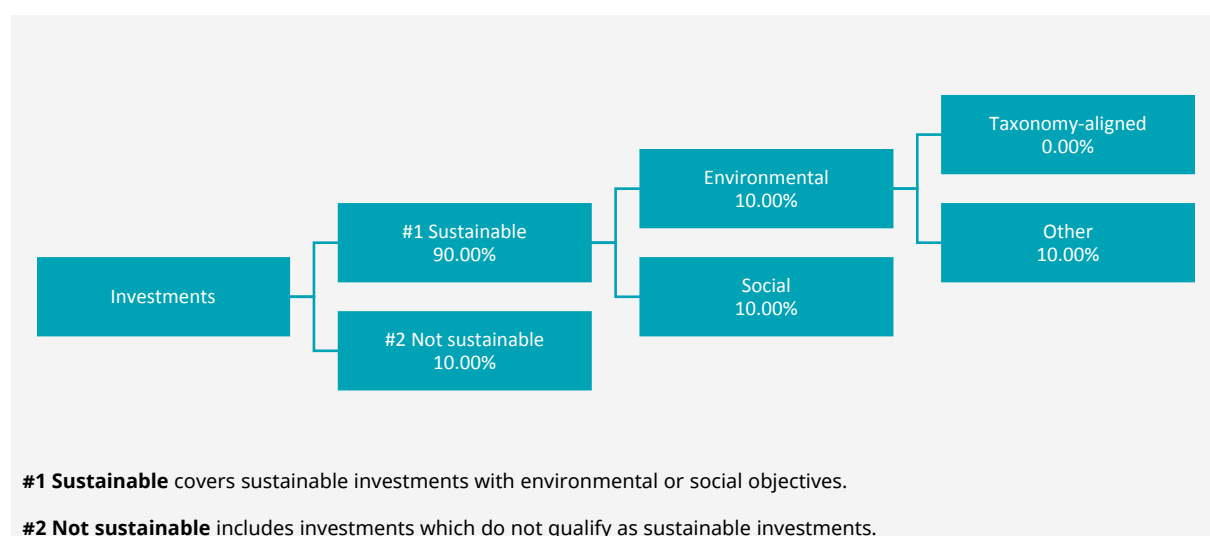 Taxonomy-aligned
0.00%
Environmental
10.00%
#1 Sustainable
90.00%
Other
10.00%
Investments
Social
10.00%
#2 Not sustainable
10.00%
#1 Sustainable covers sustainable investments with environmental or social objectives.
#2 Not sustainable includes investments which do not qualify as sustainable investments.